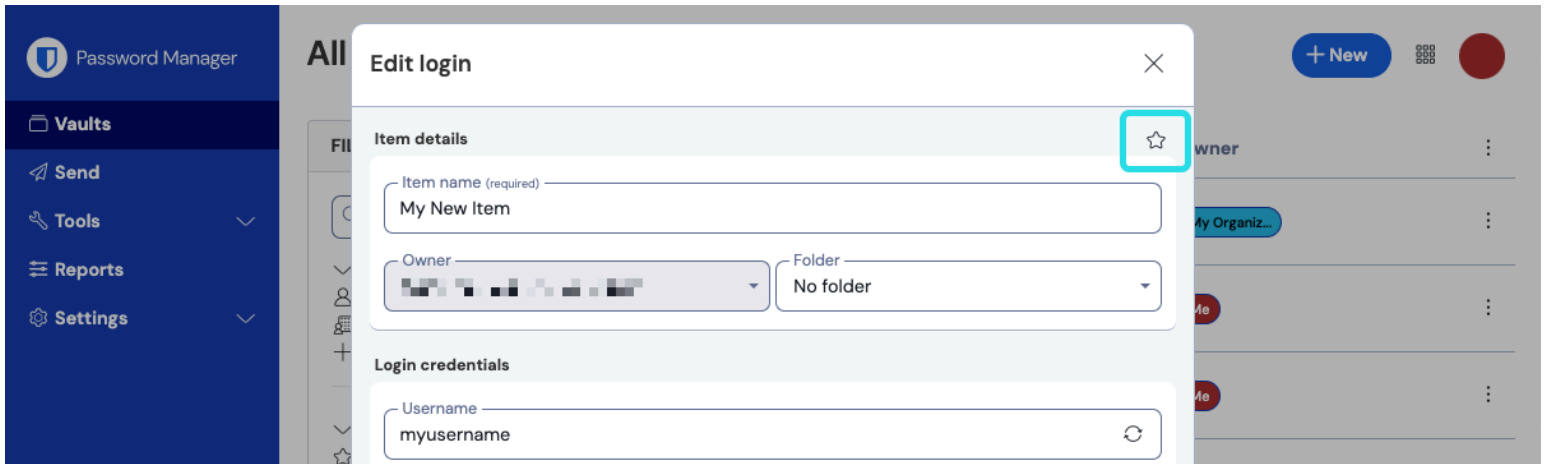 Password Manager
Vaults
Send
Tools
Reports
Settings
All
New
FIL
wner
My Organiz...
Me
Me
Edit login
Item details
Item name (required)
My New Item
Owner
Folder
No folder
Login credentials
Username
myusername